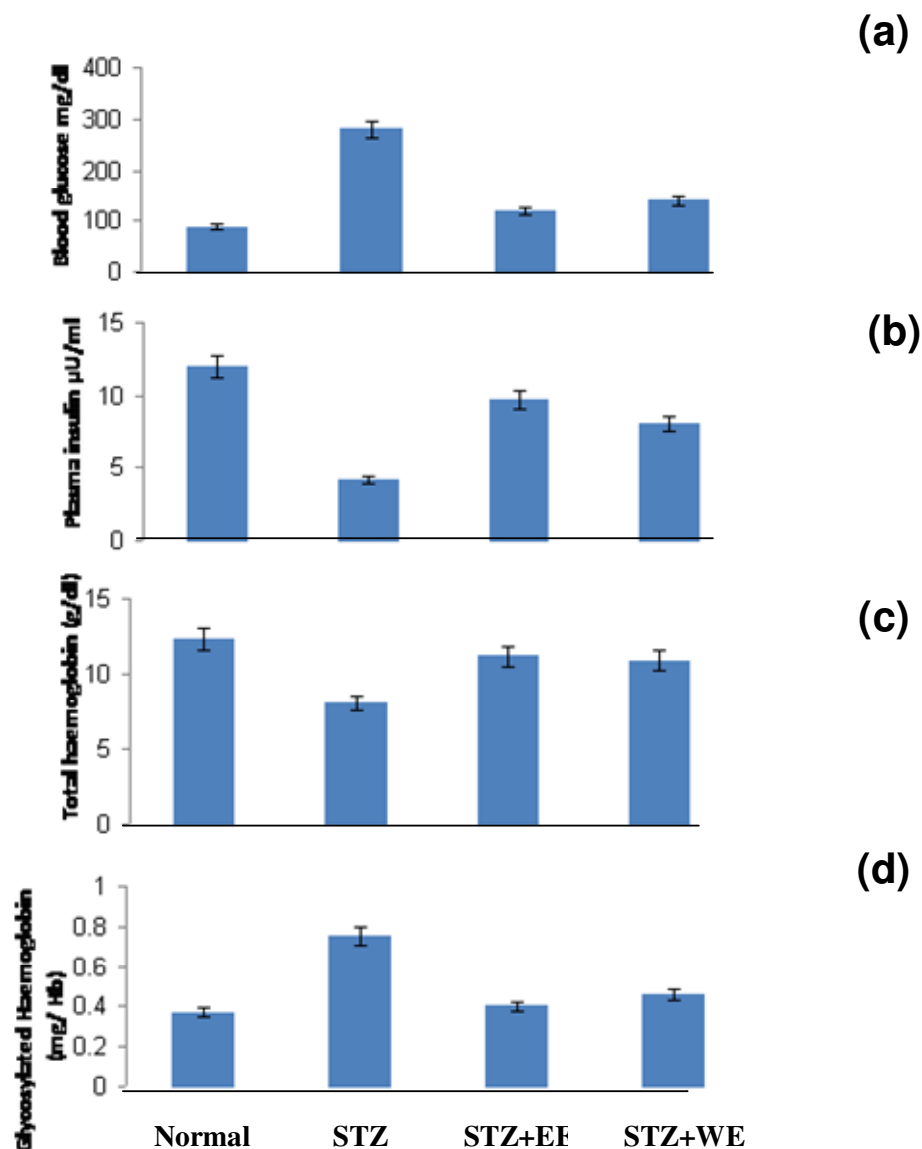 (a)
Blood glucose mg/dl
400
300
200
100
0
(b)
Plasma insulin µU/ml
15
10
5
0
(c)
Total haemoglobin (g/dl)
15
10
5
0
(d)
Glycosylated Haemoglobin
(mg/ Hb)
1
0.8
0.6
0.4
0.2
0
Normal STZ STZ+EE STZ+WE